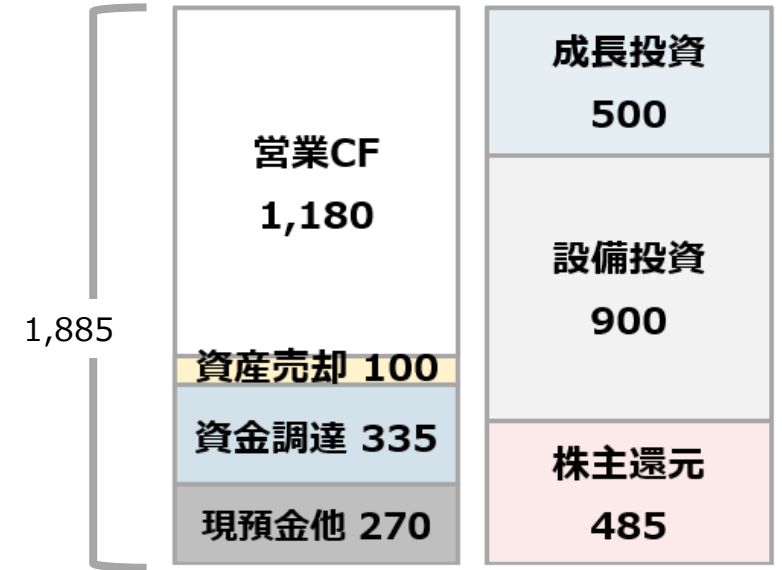 1,885
営業CF
1,180
資産売却 100
資金調達 335
現預金他 270
成長投資
500
設備投資
900
株主還元
485